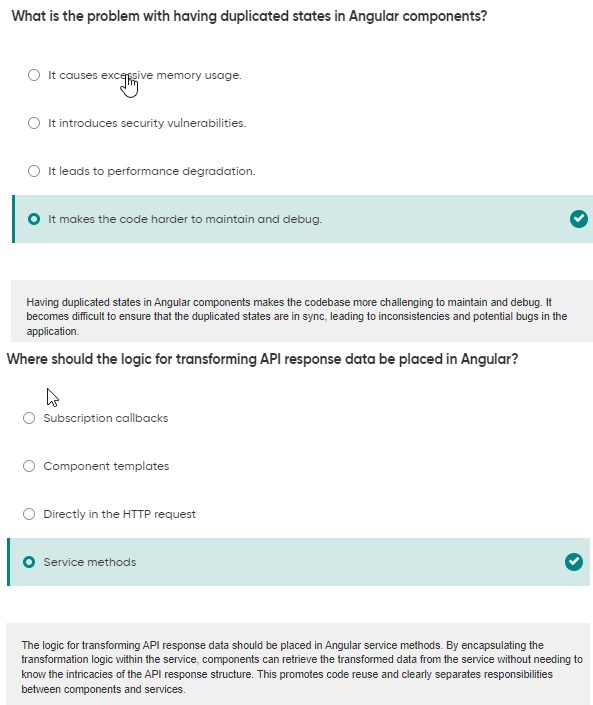 What is the problem with having duplicated states in Angular components?
It causes excessive memory usage.
It introduces security vulnerabilities.
It leads to performance degradation.
It makes the code harder to maintain and debug.
Having duplicated states in Angular components makes the codebase more challenging to maintain and debug. It
becomes difficult to ensure that the duplicated states are in sync, leading to inconsistencies and potential bugs in the
application.
Where should the logic for transforming API response data be placed in Angular?
Subscription callbacks
Component templates
Directly in the HTTP request
Service methods
The logic for transforming API response data should be placed in Angular service methods. By encapsulating the
transformation logic within the service, components can retrieve the transformed data from the service without needing to
know the intricacies of the API response structure. This promotes code reuse and clearly separates responsibilities
between components and services.